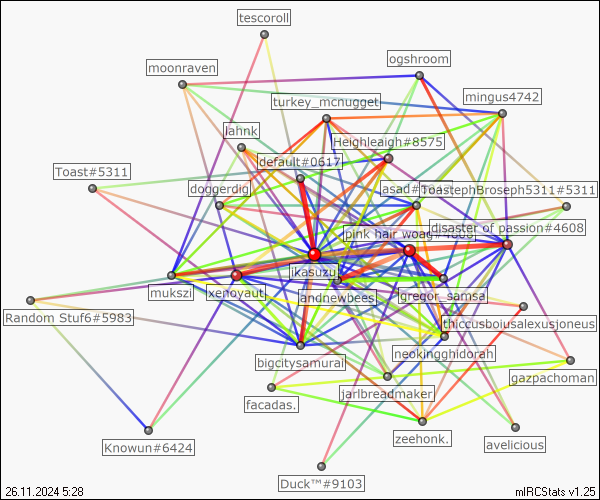 tescoroll
ogshroom
moonraven
mingus4742
turkey_mcnugget
lahnk
Heighleigh#8575
default#0617
Toast#5311
doggerdig
ToastephBroseph5311#5311
disaster of passion#4608
pink hair woag#4088
ikasuzu
mukszi
xenoyaut
andnewbees
gregor_samsa
Random Stuf6#5983
thiccusboiusalexusjoneus
neokingghidorah
bigcitysamurai
gazpachoman
jarlbreadmaker
facadas.
Knowun#6424
zeehonk.
avelicious
Duck™#9103
26.11.2024 5:28
mIRCStats v1.25